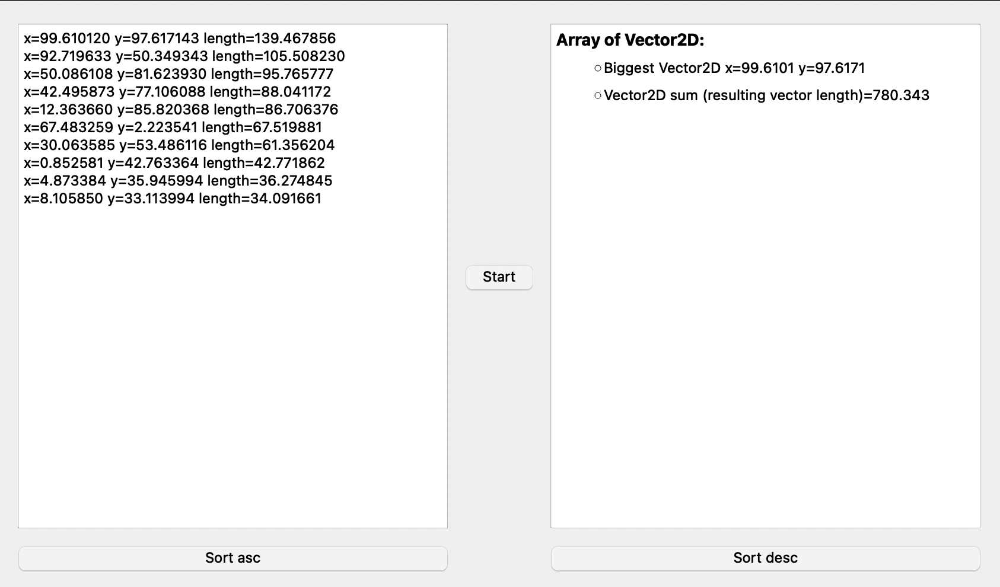 x=99.610120 y=97.617143 length=139.467856
x=92.719633 y=50.349343 length=105.508230
x=50.086108 y=81.623930 length=95.765777
x=42.495873 y=77.106088 length=88.041172
x=12.363660 y=85.820368 length=86.706376
x=67.483259 y=2.223541 length=67.519881
x=30.063585 y=53.486116 length=61.356204
x=0.852581 y=42.763364 length=42.771862
x=4.873384 y=35.945994 length=36.274845
x=8.105850 y=33.113994 length=34.091661
Start
Array of Vector2D:
Biggest Vector2D x=99.6101 y=97.6171
Vector2D sum (resulting vector length)=780.343
Sort asc
Sort desc